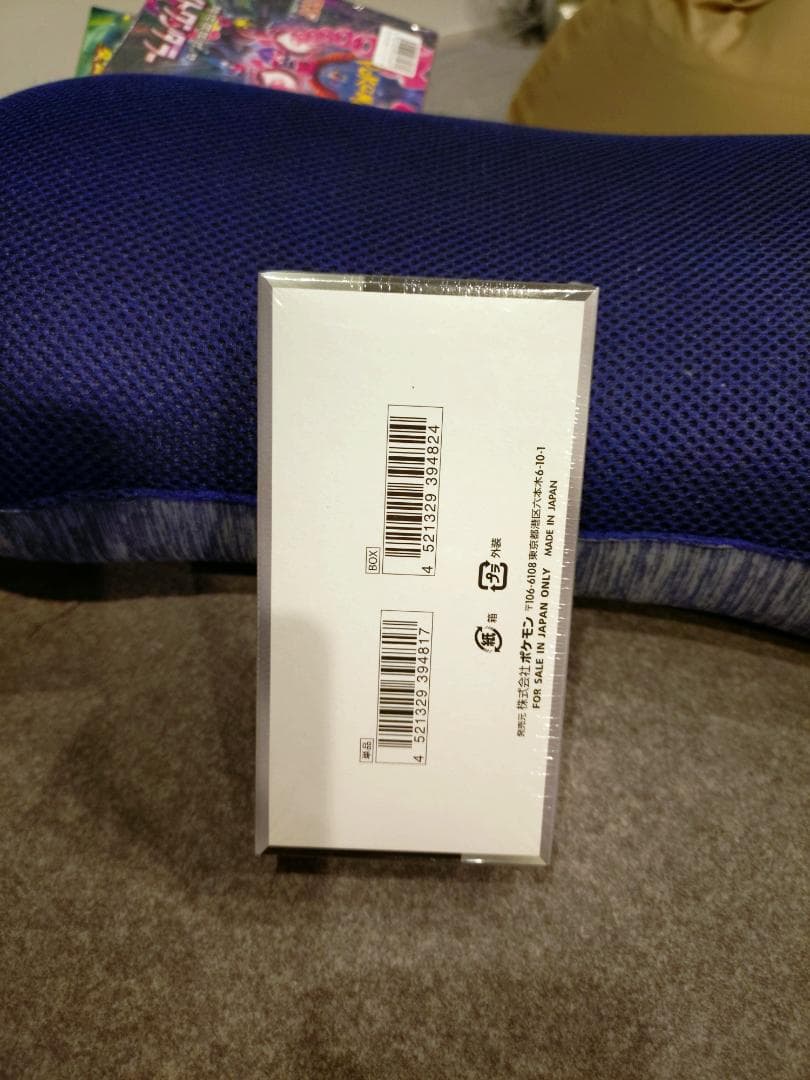 BOX
4 521329 394824
単品
4 521329 394817
プラ 外装
紙 箱
発売元 株式会社ポケモン 〒106-6108 東京都港区六本木6-10-1
FOR SALE IN JAPAN ONLY MADE IN JAPAN